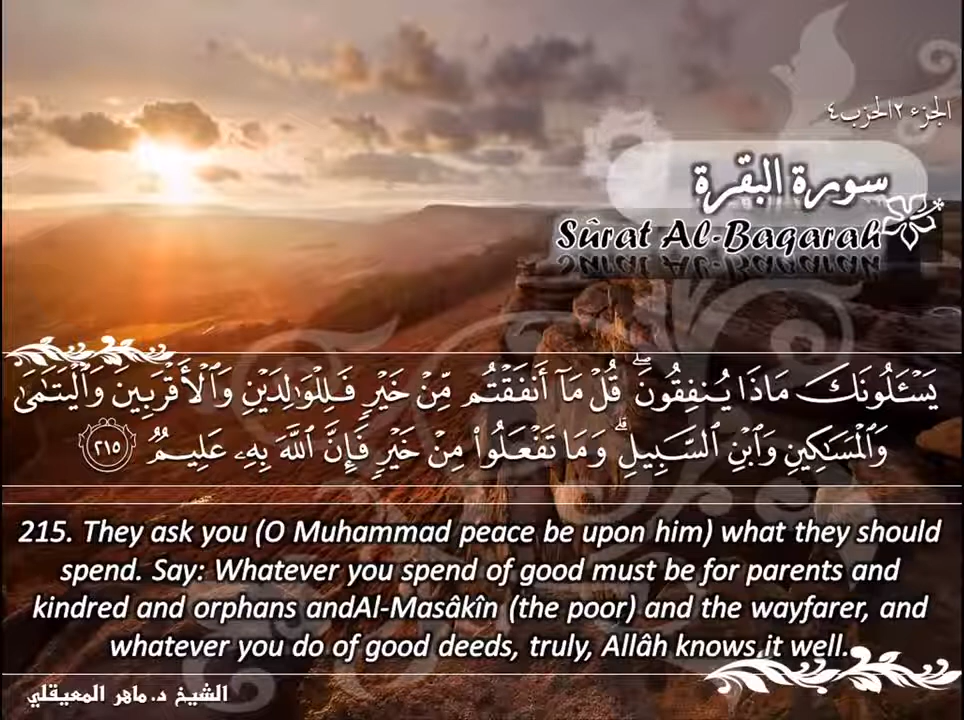 الجزء ٢ الحزب ٤
سورة البقرة
Sûrat Al-Baqarah
يَسْـَٔلُونَكَ مَاذَا يُنفِقُونَ ۖ قُلْ مَآ أَنفَقْتُم مِّنْ خَيْرٍ فَلِلْوَٰلِدَيْنِ وَٱلْأَقْرَبِينَ وَٱلْيَتَـٰمَىٰ
وَٱلْمَسَـٰكِينِ وَٱبْنِ ٱلسَّبِيلِ ۗ وَمَا تَفْعَلُوا۟ مِنْ خَيْرٍ فَإِنَّ ٱللَّهَ بِهِۦ عَلِيمٌ ٢١٥
215. They ask you (O Muhammad peace be upon him) what they should
spend. Say: Whatever you spend of good must be for parents and
kindred and orphans andAl-Masâkîn (the poor) and the wayfarer, and
whatever you do of good deeds, truly, Allâh knows it well.
الشيخ د. ماهر المعيقلي